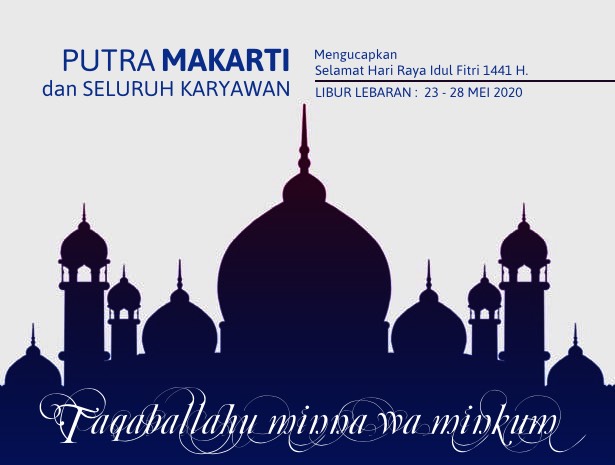 PUTRA MAKARTI
dan SELURUH KARYAWAN
Mengucapkan
Selamat Hari Raya Idul Fitri 1441 H.
LIBUR LEBARAN : 23 - 28 MEI 2020
Taqaballahu minna wa minkum